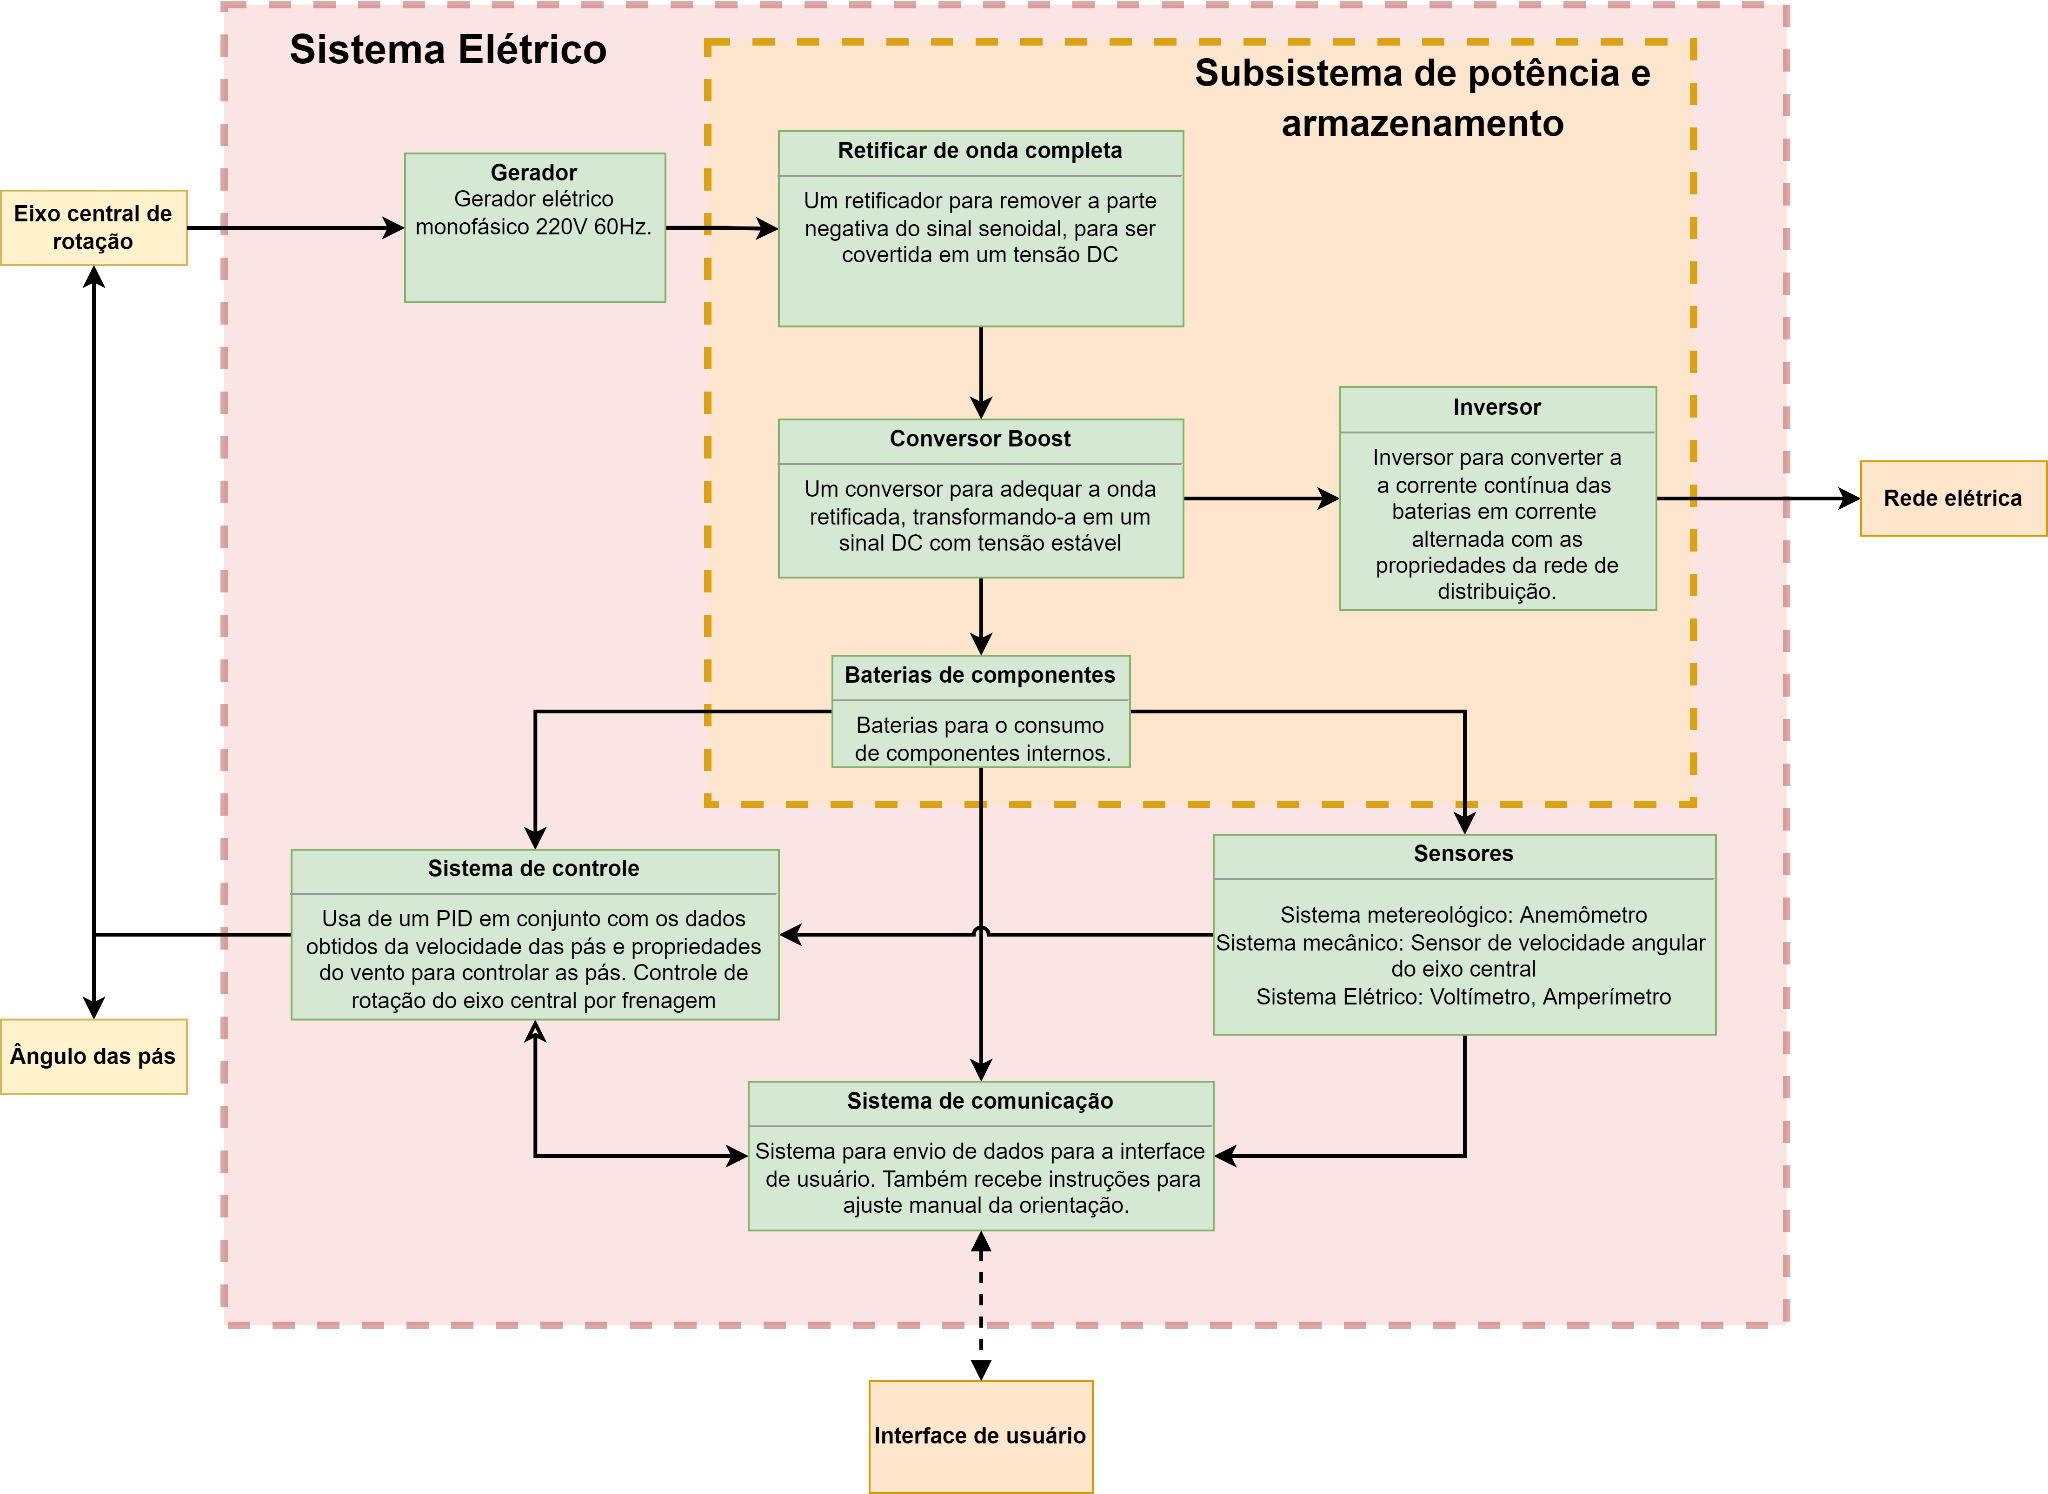 Sistema Elétrico
Subsistema de potência e
armazenamento
Eixo central de
rotação
Gerador
Gerador elétrico
monofásico 220V 60Hz.
Retificar de onda completa
Um retificador para remover a parte
negativa do sinal senoidal, para ser
covertida em um tensão DC
Conversor Boost
Um conversor para adequar a onda
retificada, transformando-a em um
sinal DC com tensão estável
Inversor
Inversor para converter a
a corrente contínua das
baterias em corrente
alternada com as
propriedades da rede de
distribuição.
Rede elétrica
Baterias de componentes
Baterias para o consumo
de componentes internos.
Sistema de controle
Usa de um PID em conjunto com os dados
obtidos da velocidade das pás e propriedades
do vento para controlar as pás. Controle de
rotação do eixo central por frenagem
Sensores
Sistema metereológico: Anemômetro
Sistema mecânico: Sensor de velocidade angular
do eixo central
Sistema Elétrico: Voltímetro, Amperímetro
Ângulo das pás
Sistema de comunicação
Sistema para envio de dados para a interface
de usuário. Também recebe instruções para
ajuste manual da orientação.
Interface de usuário